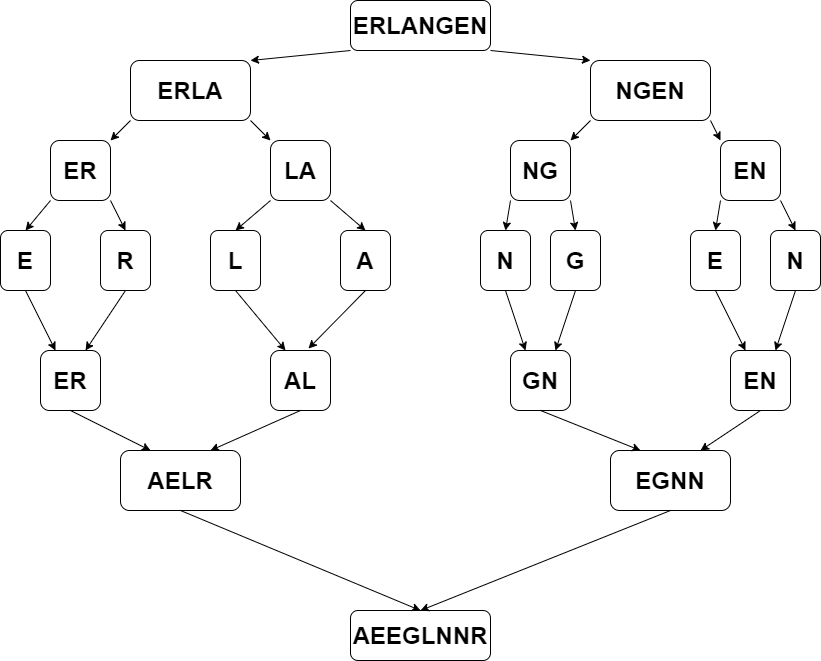 ERLANGEN
ERLA NGEN
ER LA NG EN
E R L A N G E N
ER AL GN EN
AELR EGNN
AEEGLNNR